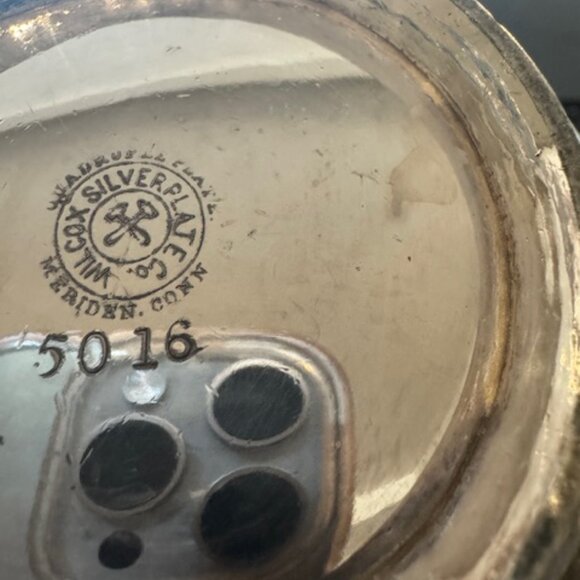 QUADRUPLE PLATE.
WILCOX SILVERPLATE CO.
MERIDEN. CONN
5016